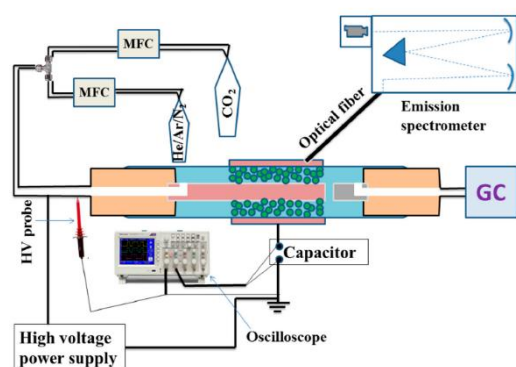 MFC
MFC
He/Ar/N2
CO2
Optical fiber
Emission
spectrometer
GC
HV probe
Capacitor
Oscilloscope
High voltage
power supply